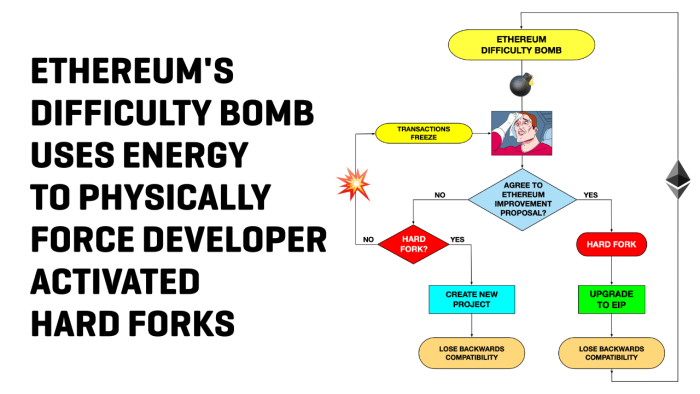 ETHEREUM'S
DIFFICULTY BOMB
USES ENERGY
TO PHYSICALLY
FORCE DEVELOPER
ACTIVATED
HARD FORKS
ETHEREUM
DIFFICULTY BOMB
TRANSACTIONS
FREEZE
AGREE TO
ETHEREUM
IMPROVEMENT
PROPOSAL?
NO
YES
HARD
FORK?
NO
YES
HARD FORK
CREATE NEW
PROJECT
UPGRADE
TO EIP
LOSE BACKWARDS
COMPATIBILITY
LOSE BACKWARDS
COMPATIBILITY